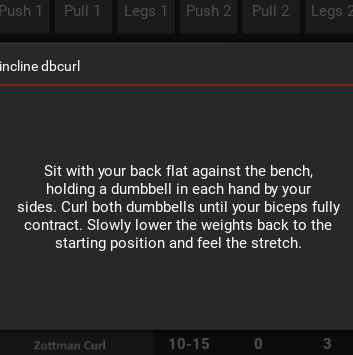 Push 1 Pull 1 Legs 1 Push 2 Pull 2 Legs 2
incline dbcurl
Sit with your back flat against the bench,
holding a dumbbell in each hand by your
sides. Curl both dumbbells until your biceps fully
contract. Slowly lower the weights back to the
starting position and feel the stretch.
Zottman Curl 10-15 0 3